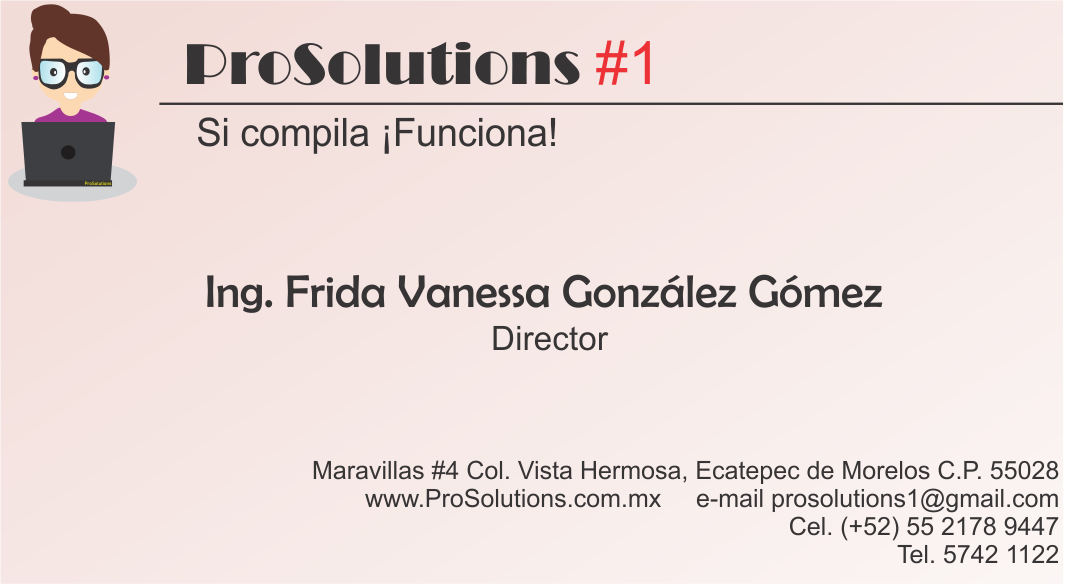 ProSolutions #1
Si compila ¡Funciona!
ProSolutions
Ing. Frida Vanessa González Gómez
Director
Maravillas #4 Col. Vista Hermosa, Ecatepec de Morelos C.P. 55028
www.ProSolutions.com.mx e-mail prosolutions1@gmail.com
Cel. (+52) 55 2178 9447
Tel. 5742 1122